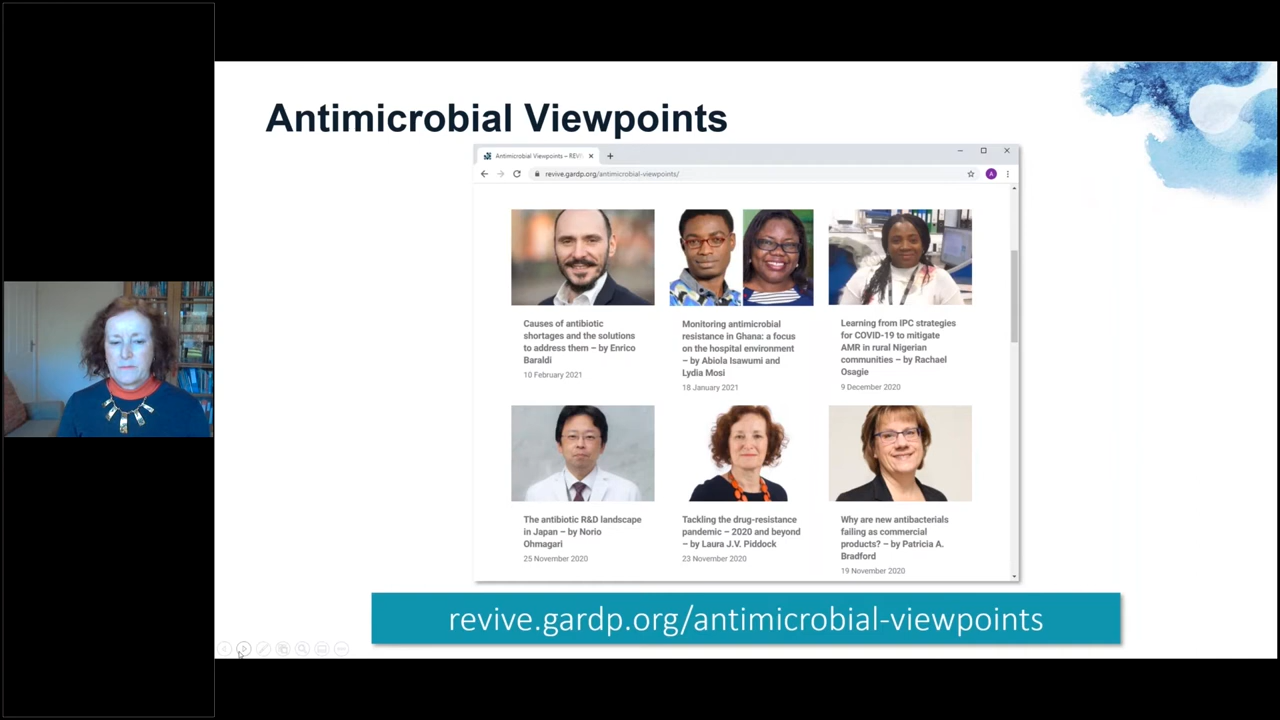 Antimicrobial Viewpoints
Antimicrobial Viewpoints – REVI
revive.gardp.org/antimicrobial-viewpoints/
A
Causes of antibiotic
shortages and the solutions
to address them – by Enrico
Baraldi
10 February 2021
Monitoring antimicrobial
resistance in Ghana: a focus
on the hospital environment
– by Abiola Isawumi and
Lydia Mosi
18 January 2021
Learning from IPC strategies
for COVID-19 to mitigate
AMR in rural Nigerian
communities – by Rachael
Osagie
9 December 2020
The antibiotic R&D landscape
in Japan – by Norio
Ohmagari
25 November 2020
Tackling the drug-resistance
pandemic – 2020 and beyond
– by Laura J.V. Piddock
23 November 2020
Why are new antibacterials
failing as commercial
products? – by Patricia A.
Bradford
19 November 2020
revive.gardp.org/antimicrobial-viewpoints